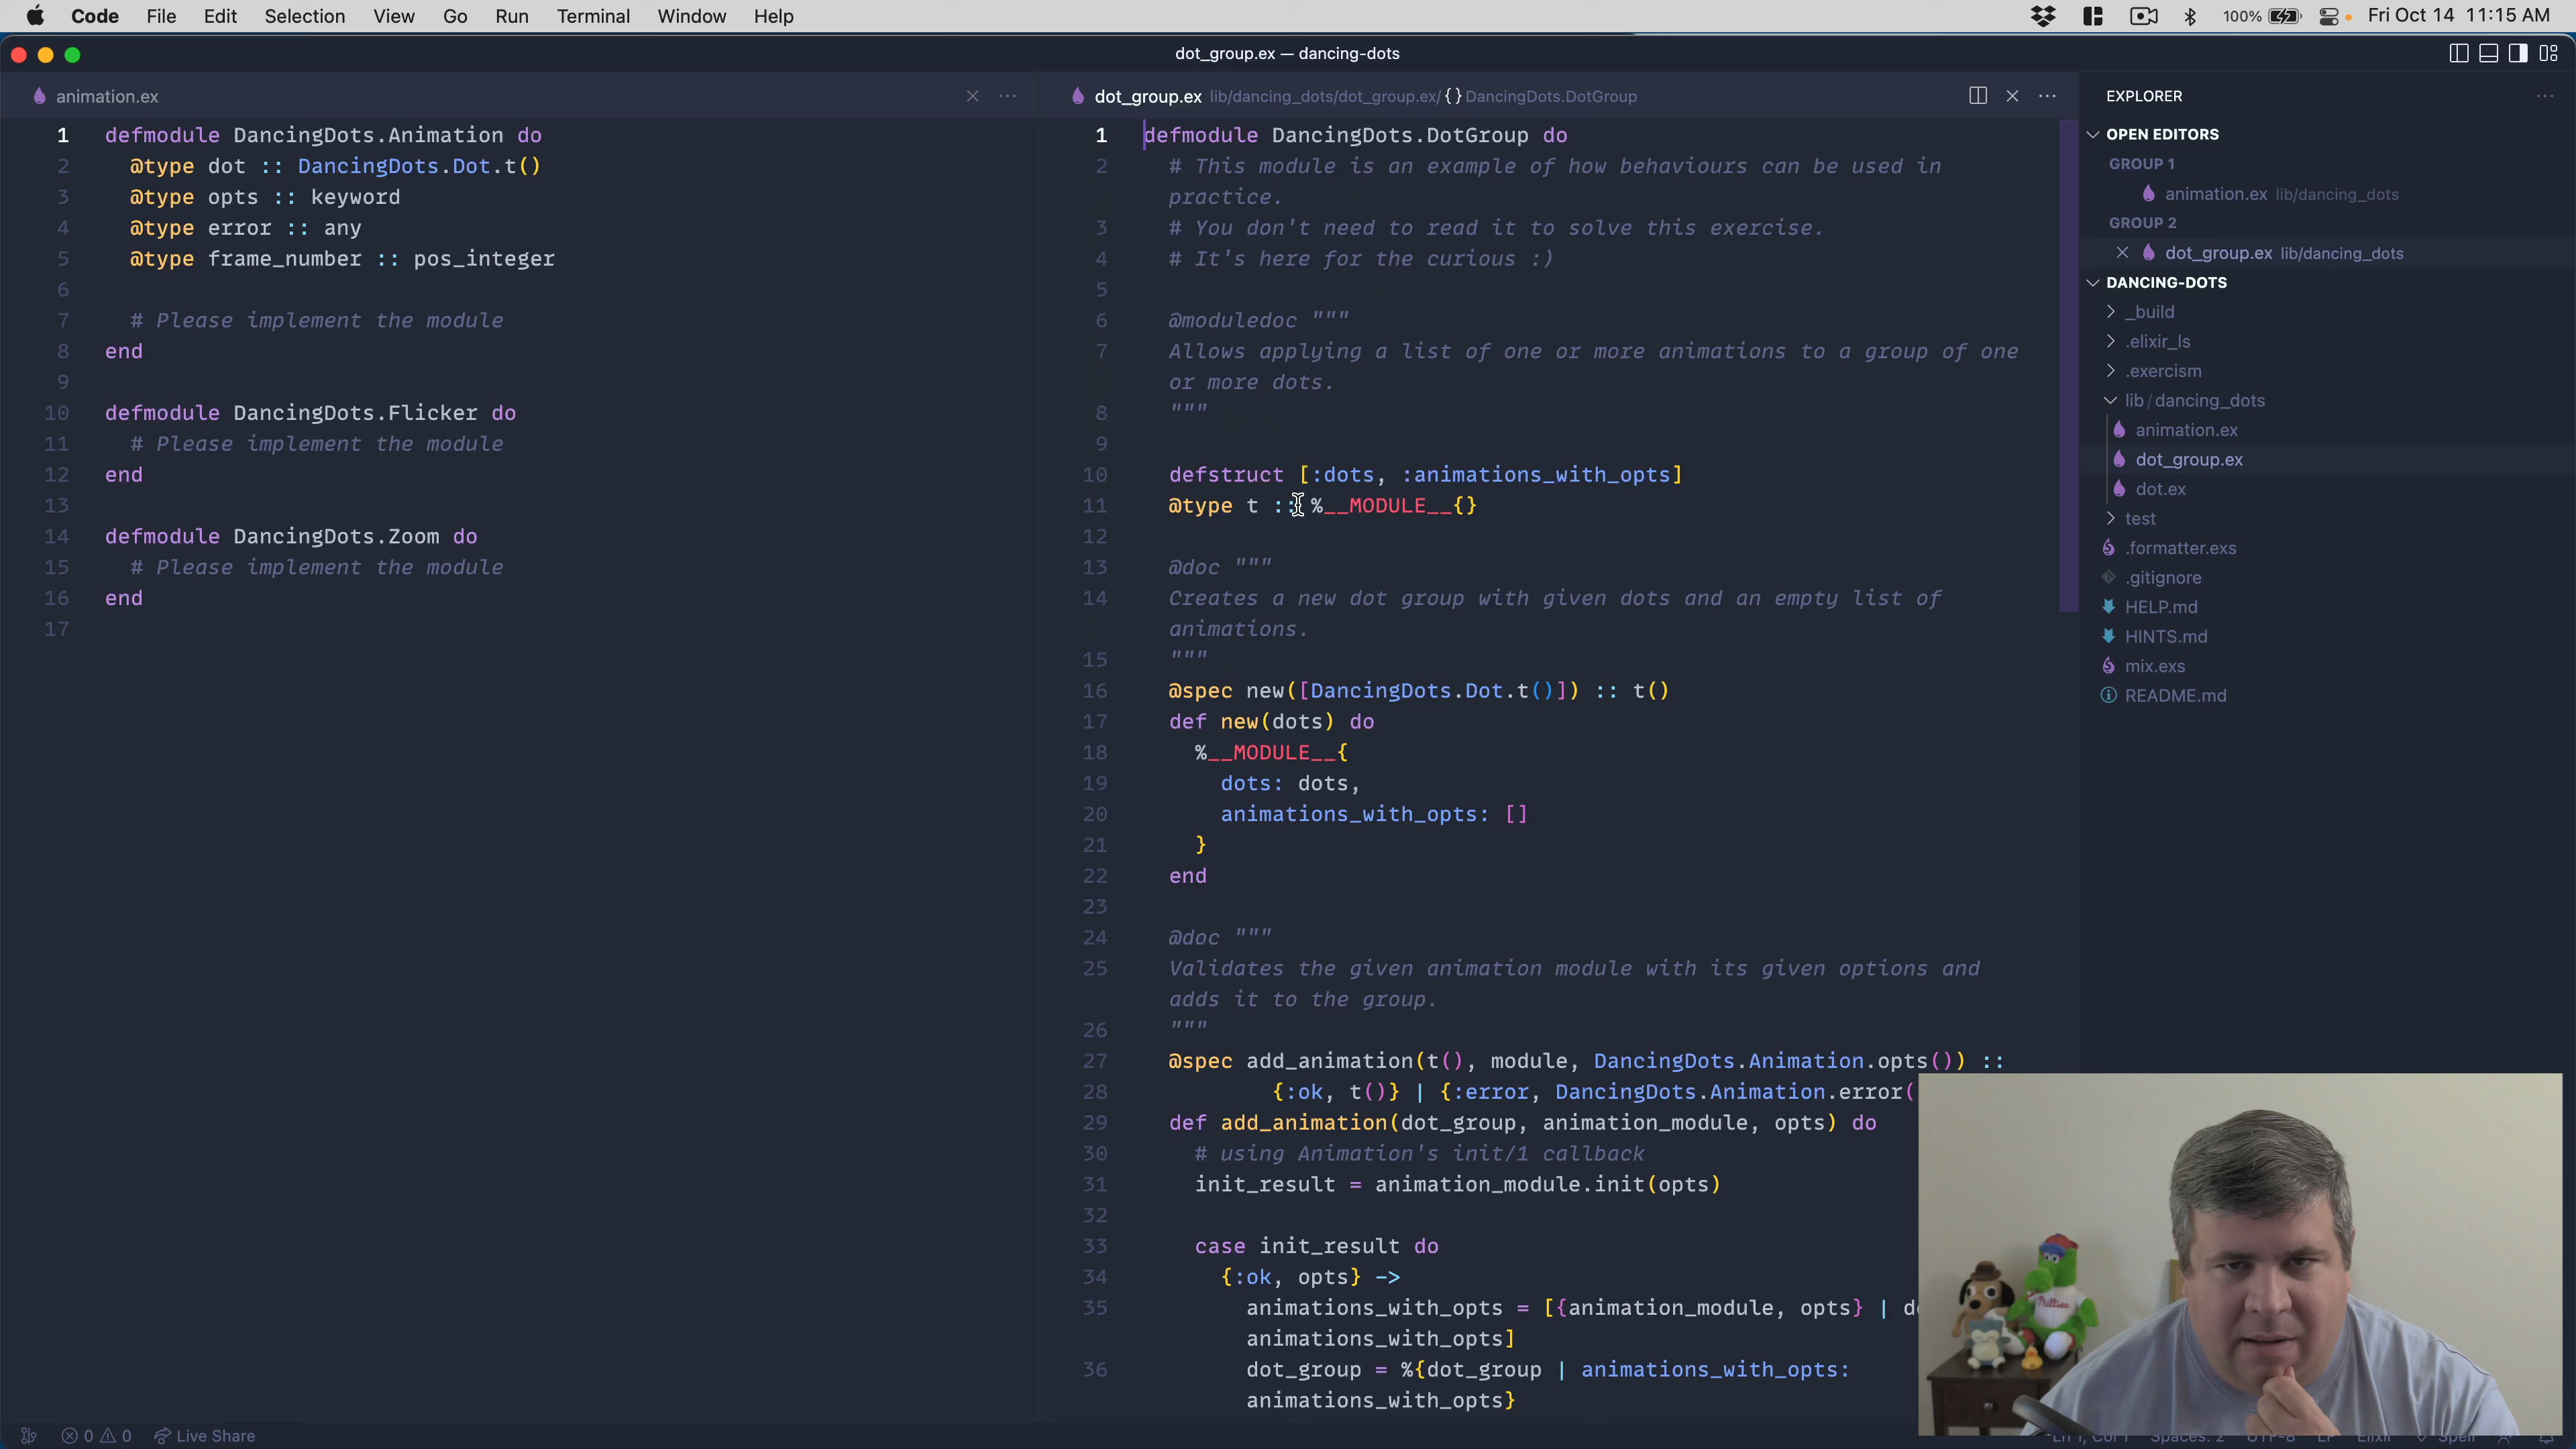 Code File Edit Selection View Go Run Terminal Window Help 100% Fri Oct 14 11:15 AM
dot_group.ex — dancing-dots
animation.ex
1 defmodule DancingDots.Animation do
2 @type dot :: DancingDots.Dot.t()
3 @type opts :: keyword
4 @type error :: any
5 @type frame_number :: pos_integer
6
7 # Please implement the module
8 end
9
10 defmodule DancingDots.Flicker do
11 # Please implement the module
12 end
13
14 defmodule DancingDots.Zoom do
15 # Please implement the module
16 end
17
dot_group.ex lib/dancing_dots/dot_group.ex/ {} DancingDots.DotGroup
1 defmodule DancingDots.DotGroup do
2 # This module is an example of how behaviours can be used in
practice.
3 # You don't need to read it to solve this exercise.
4 # It's here for the curious :)
5
6 @moduledoc """
7 Allows applying a list of one or more animations to a group of one
or more dots.
8 """
9
10 defstruct [:dots, :animations_with_opts]
11 @type t :: %__MODULE__{}
12
13 @doc """
14 Creates a new dot group with given dots and an empty list of
animations.
15 """
16 @spec new([DancingDots.Dot.t()]) :: t()
17 def new(dots) do
18 %__MODULE__{
19 dots: dots,
20 animations_with_opts: []
21 }
22 end
23
24 @doc """
25 Validates the given animation module with its given options and
adds it to the group.
26 """
27 @spec add_animation(t(), module, DancingDots.Animation.opts()) ::
28 {:ok, t()} | {:error, DancingDots.Animation.error(
29 def add_animation(dot_group, animation_module, opts) do
30 # using Animation's init/1 callback
31 init_result = animation_module.init(opts)
32
33 case init_result do
34 {:ok, opts} ->
35 animations_with_opts = [{animation_module, opts} |
animations_with_opts]
36 dot_group = %{dot_group | animations_with_opts:
animations_with_opts}
EXPLORER
OPEN EDITORS
GROUP 1
animation.ex lib/dancing_dots
GROUP 2
dot_group.ex lib/dancing_dots
DANCING-DOTS
_build
.elixir_ls
.exercism
lib / dancing_dots
animation.ex
dot_group.ex
dot.ex
test
.formatter.exs
.gitignore
HELP.md
HINTS.md
mix.exs
README.md
Phillies
0 0 Live Share